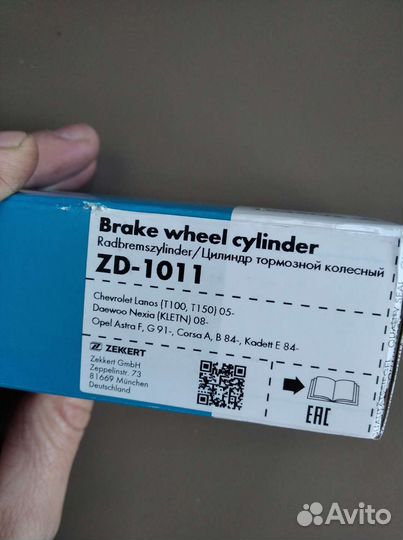 Brake wheel cylinder
Radbremszylinder/Цилиндр тормозной колесный
ZD-1011
Chevrolet Lanos (T100, T150) 05-
Daewoo Nexia (KLETN) 08-
Opel Astra F, G 91-, Corsa A, B 84-, Kadett E 84-
ZEKKERT
Zekkert GmbH
Zeppelinstr. 73
81669 München
Deutschland
EAC
Avito